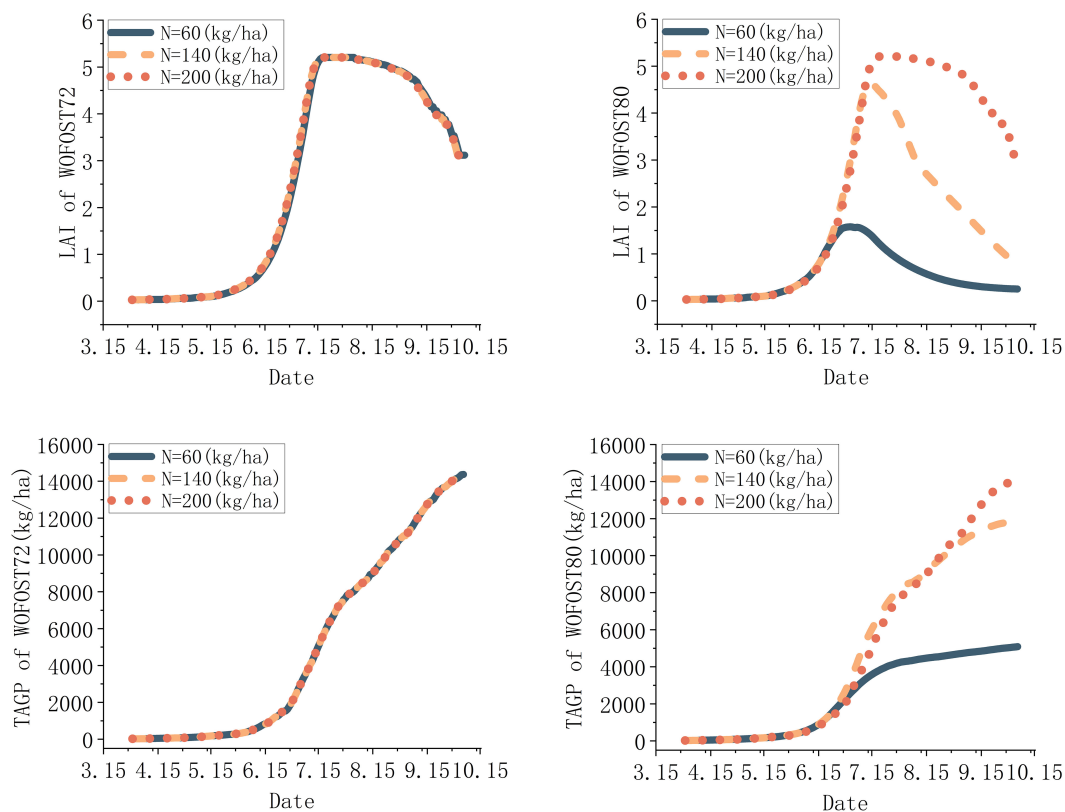 6
5
4
3
2
1
0
LAI of WOFOST72
N=60(kg/ha)
N=140(kg/ha)
N=200(kg/ha)
3.15 4.15 5.15 6.15 7.15 8.15 9.15 10.15
Date
6
5
4
3
2
1
0
LAI of WOFOST80
N=60(kg/ha)
N=140(kg/ha)
N=200(kg/ha)
3.15 4.15 5.15 6.15 7.15 8.15 9.15 10.15
Date
16000
14000
12000
10000
8000
6000
4000
2000
0
TAGP of WOFOST72(kg/ha)
N=60(kg/ha)
N=140(kg/ha)
N=200(kg/ha)
3.15 4.15 5.15 6.15 7.15 8.15 9.15 10.15
Date
16000
14000
12000
10000
8000
6000
4000
2000
0
TAGP of WOFOST80(kg/ha)
N=60(kg/ha)
N=140(kg/ha)
N=200(kg/ha)
3.15 4.15 5.15 6.15 7.15 8.15 9.15 10.15
Date